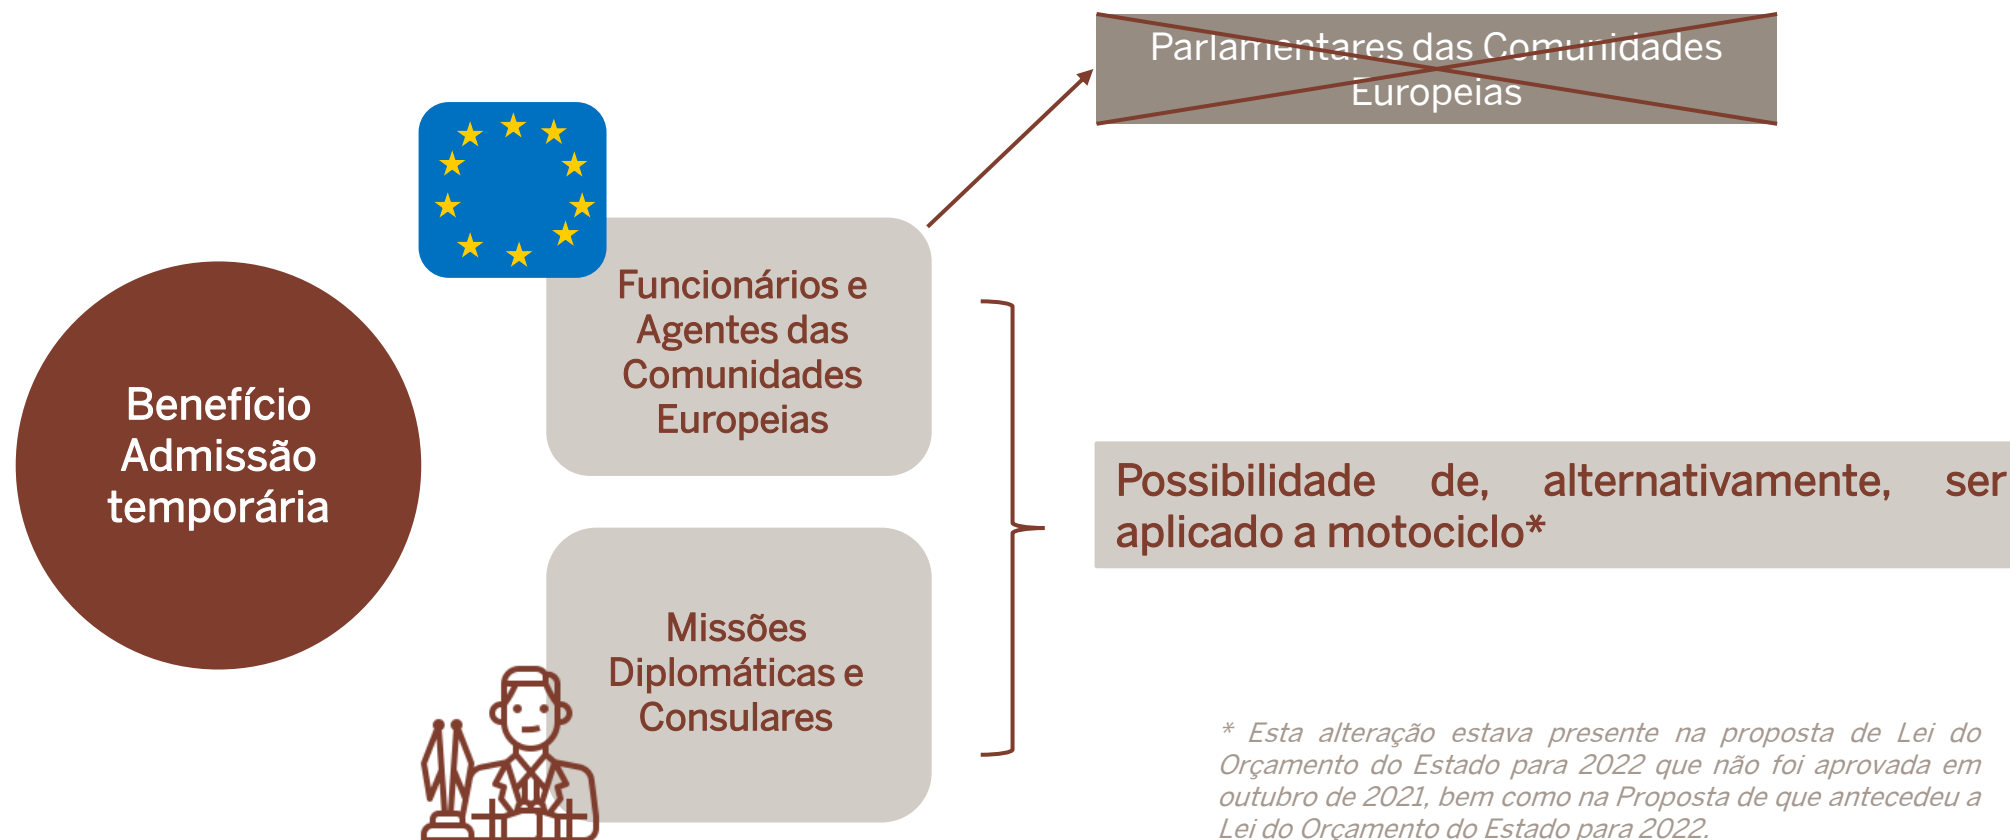 Parlamentares das Comunidades
Europeias
Funcionários e
Agentes das
Comunidades
Europeias
Benefício
Admissão
temporária
Possibilidade de, alternativamente, ser
aplicado a motociclo*
Missões
Diplomáticas e
Consulares
* Esta alteração estava presente na proposta de Lei do
Orçamento do Estado para 2022 que não foi aprovada em
outubro de 2021, bem como na Proposta de que antecedeu a
Lei do Orçamento do Estado para 2022.